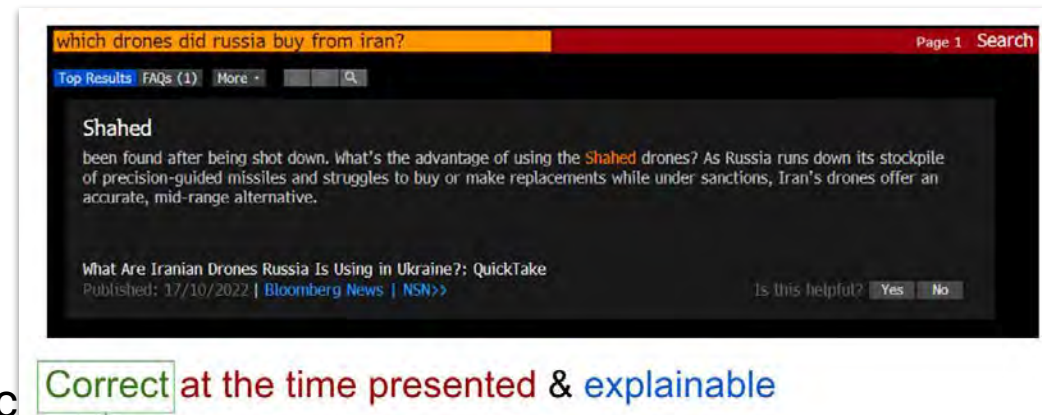 which drones did russia buy from iran?
Page 1 Search
Top Results FAQs (1) More
Shahed
been found after being shot down. What's the advantage of using the Shahed drones? As Russia runs down its stockpile
of precision-guided missiles and struggles to buy or make replacements while under sanctions, Iran's drones offer an
accurate, mid-range alternative.
What Are Iranian Drones Russia Is Using in Ukraine?: QuickTake
Published: 17/10/2022 | Bloomberg News | NSN>>
Is this helpful? Yes No
c
Correct at the time presented & explainable